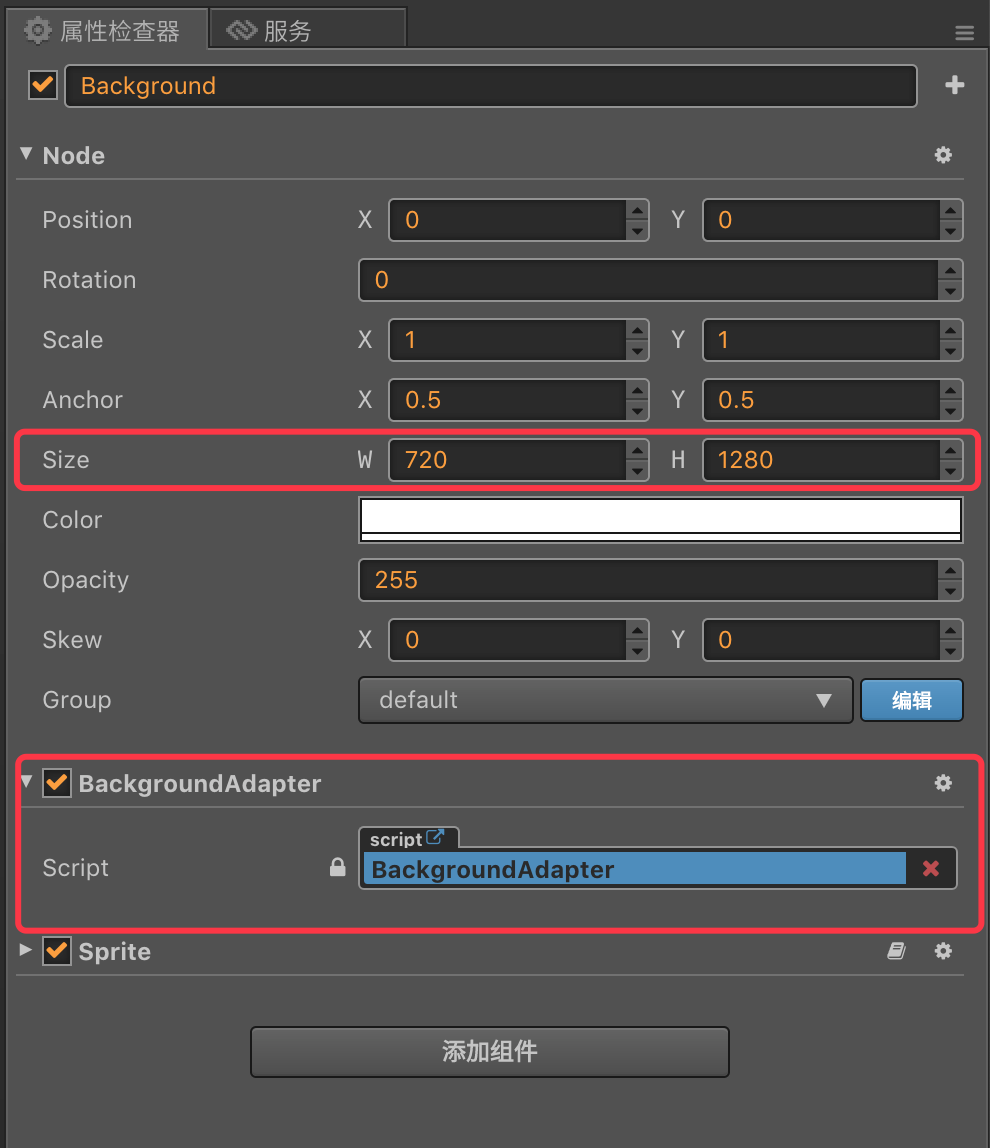 属性检查器 服务
Background
Node
Position X 0 Y 0
Rotation 0
Scale X 1 Y 1
Anchor X 0.5 Y 0.5
Size W 720 H 1280
Color
Opacity 255
Skew X 0 Y 0
Group default 编辑
BackgroundAdapter
script
Script BackgroundAdapter
Sprite
添加组件